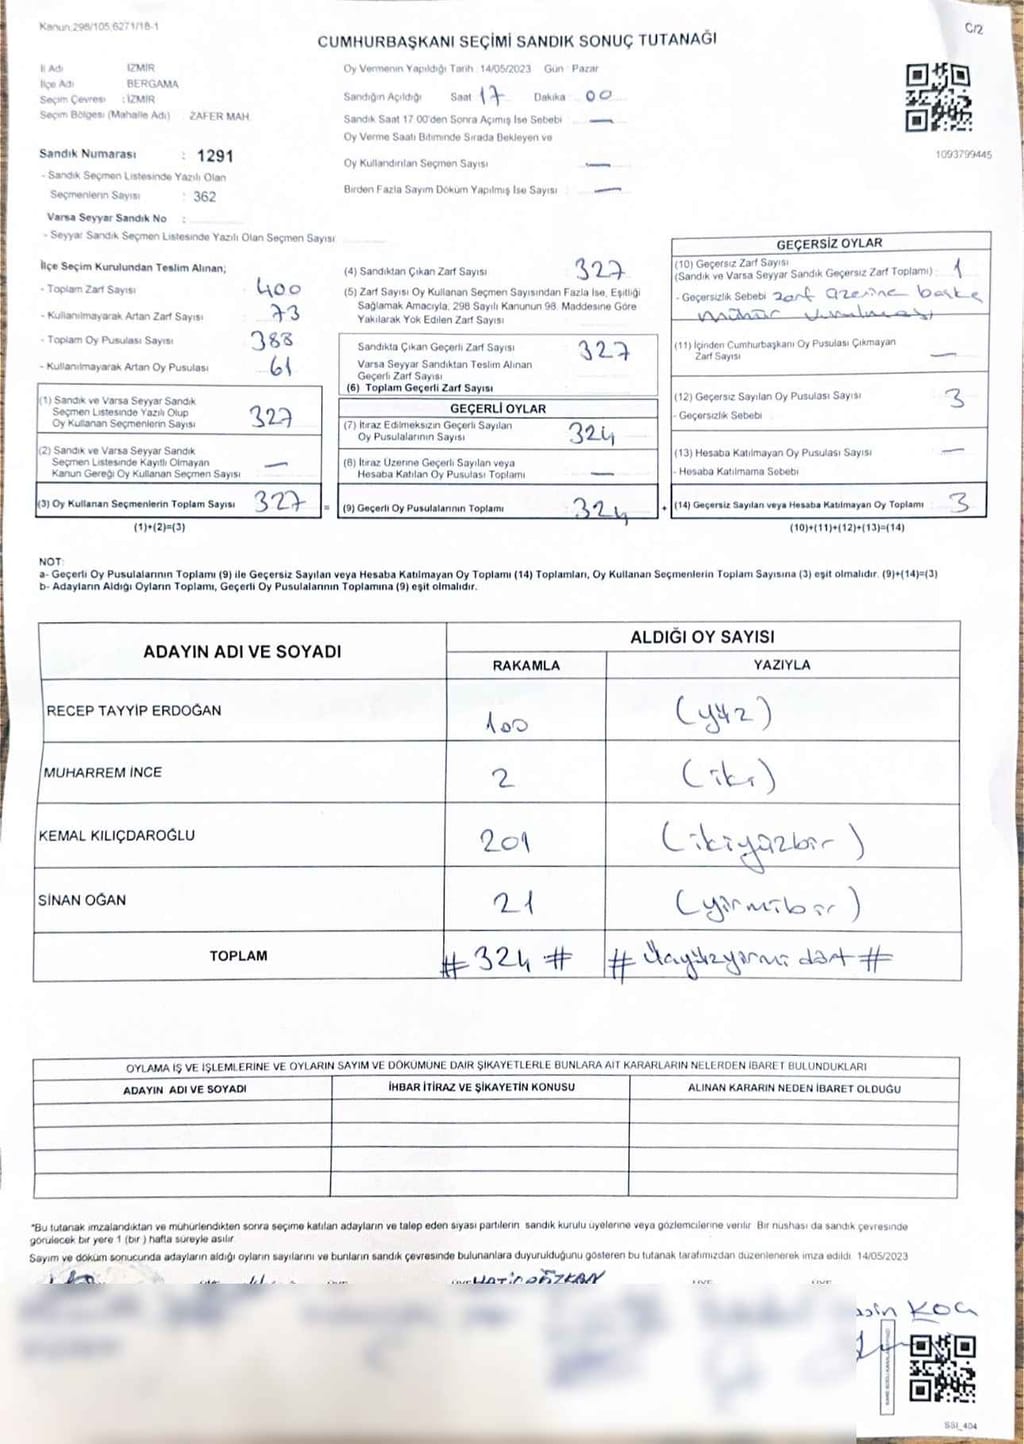 Kanun:298/105,6271/18-1
C/2
CUMHURBAŞKANI SEÇİMİ SANDIK SONUÇ TUTANAĞI
İl Adı İZMİR
İlçe Adı BERGAMA
Seçim Çevresi : İZMİR
Seçim Bölgesi (Mahalle Adı) ZAFER MAH.
Sandık Numarası : 1291
- Sandık Seçmen Listesinde Yazılı Olan
Seçmenlerin Sayısı : 362
Varsa Seyyar Sandık No :
- Seyyar Sandık Seçmen Listesinde Yazılı Olan Seçmen Sayısı
Oy Vermenin Yapıldığı Tarih 14/05/2023 Gün : Pazar
Sandığın Açıldığı Saat 17 Dakika : 00
Sandık Saat 17 00'den Sonra Açımış İse Sebebi : —
Oy Verme Saati Bitiminde Sırada Bekleyen ve
Oy Kullandırılan Seçmen Sayısı —
Birden Fazla Sayım Döküm Yapılmış İse Sayısı —
1093799445
İlçe Seçim Kurulundan Teslim Alınan;
- Toplam Zarf Sayısı 400
- Kullanılmayarak Artan Zarf Sayısı 73
- Toplam Oy Pusulası Sayısı 388
- Kullanılmayarak Artan Oy Pusulası 61
(1) Sandık ve Varsa Seyyar Sandık
Seçmen Listesinde Yazılı Olup
Oy Kullanan Seçmenlerin Sayısı 327
(2) Sandık ve Varsa Seyyar Sandık
Seçmen Listesinde Kayıtlı Olmayan
Kanun Gereği Oy Kullanan Seçmen Sayısı —
(3) Oy Kullanan Seçmenlerin Toplam Sayısı 327 =
(1)+(2)=(3)
(4) Sandıktan Çıkan Zarf Sayısı 327
(5) Zarf Sayısı Oy Kullanan Seçmen Sayısından Fazla İse, Eşitliği
Sağlamak Amacıyla, 298 Sayılı Kanunun 98. Maddesine Göre
Yakılarak Yok Edilen Zarf Sayısı
Sandıkta Çıkan Geçerli Zarf Sayısı 327
Varsa Seyyar Sandıktan Teslim Alınan
Geçerli Zarf Sayısı
(6) Toplam Geçerli Zarf Sayısı
GEÇERLİ OYLAR
(7) İtiraz Edilmeksizin Geçerli Sayılan
Oy Pusulalarının Sayısı 324
(8) İtiraz Üzerine Geçerli Sayılan veya
Hesaba Katılan Oy Pusulası Toplamı —
(9) Geçerli Oy Pusulalarının Toplamı 324 +
GEÇERSİZ OYLAR
(10) Geçersiz Zarf Sayısı
(Sandık ve Varsa Seyyar Sandık Geçersiz Zarf Toplamı) : 1
- Geçersizlik Sebebi zarf üzerine başka
mühür vurulması
(11) İçinden Cumhurbaşkanı Oy Pusulası Çıkmayan
Zarf Sayısı —
(12) Geçersiz Sayılan Oy Pusulası Sayısı 3
- Geçersizlik Sebebi
(13) Hesaba Katılmayan Oy Pusulası Sayısı —
- Hesaba Katılmama Sebebi
(14) Geçersiz Sayılan veya Hesaba Katılmayan Oy Toplamı 3
(10)+(11)+(12)+(13)=(14)
NOT:
a- Geçerli Oy Pusulalarının Toplamı (9) ile Geçersiz Sayılan veya Hesaba Katılmayan Oy Toplamı (14) Toplamları, Oy Kullanan Seçmenlerin Toplam Sayısına (3) eşit olmalıdır. (9)+(14)=(3)
b- Adayların Aldığı Oyların Toplamı, Geçerli Oy Pusulalarının Toplamına (9) eşit olmalıdır.
ADAYIN ADI VE SOYADI ALDIĞI OY SAYISI
RAKAMLA YAZIYLA
RECEP TAYYİP ERDOĞAN 100 (yüz)
MUHARREM İNCE 2 (iki)
KEMAL KILIÇDAROĞLU 201 (ikiyüzbir)
SİNAN OĞAN 21 (yirmibir)
TOPLAM #324# #Üçyüzyirmi dört#
OYLAMA İŞ VE İŞLEMLERİNE VE OYLARIN SAYIM VE DÖKÜMÜNE DAİR ŞİKAYETLERLE BUNLARA AİT KARARLARIN NELERDEN İBARET BULUNDUKLARI
ADAYIN ADI VE SOYADI İHBAR İTİRAZ VE ŞİKAYETİN KONUSU ALINAN KARARIN NEDEN İBARET OLDUĞU
*Bu tutanak imzalandıktan ve mühürlendikten sonra seçime katılan adayların ve talep eden siyasi partilerin sandık kurulu üyelerine veya gözlemcilerine verilir. Bir nüshası da sandık çevresinde
görülecek bir yere 1 (bir) hafta süreyle asılır.
Sayım ve döküm sonucunda adayların aldığı oyların sayılarını ve bunların sandık çevresinde bulunanlara duyurulduğunu gösteren bu tutanak tarafımızdan düzenlenerek imza edildi. 14/05/2023
KOÇ
SSI_404